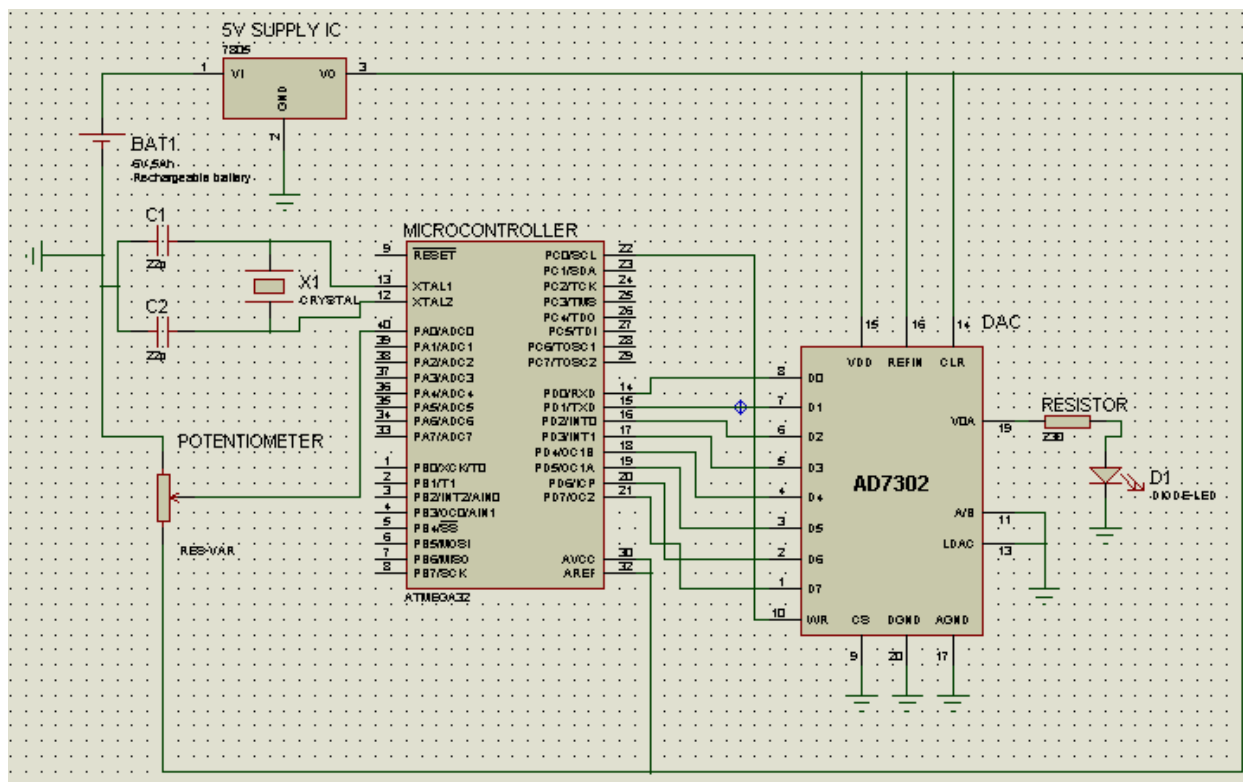 5V SUPPLY IC
7805
1 VI VO 3
GND
2
BAT1
6V,5Ah
Rechargeable battery
C1
22p
X1
CRYSTAL
C2
22p
POTENTIOMETER
RES-VAR
MICROCONTROLLER
9 RESET
13 XTAL1
12 XTAL2
40 PA0/ADC0
39 PA1/ADC1
38 PA2/ADC2
37 PA3/ADC3
36 PA4/ADC4
35 PA5/ADC5
34 PA6/ADC6
33 PA7/ADC7
1 PB0/XCK/T0
2 PB1/T1
3 PB2/INT2/AIN0
4 PB3/OC0/AIN1
5 PB4/SS
6 PB5/MOSI
7 PB6/MISO
8 PB7/SCK
PC0/SCL 22
PC1/SDA 23
PC2/TCK 24
PC3/TMS 25
PC4/TDO 26
PC5/TDI 27
PC6/TOSC1 28
PC7/TOSC2 29
PD0/RXD 14
PD1/TXD 15
PD2/INT0 16
PD3/INT1 17
PD4/OC1B 18
PD5/OC1A 19
PD6/ICP 20
PD7/OC2 21
AVCC 30
AREF 32
ATMEGA32
DAC
15 16 14
VDD REFIN CLR
8 D0
7 D1
6 D2
5 D3
4 D4
3 D5
2 D6
1 D7
10 WR
AD7302
VOA 19
A/B 11
LDAC 13
CS DGND AGND
9 20 17
RESISTOR
230
D1
DIODE-LED